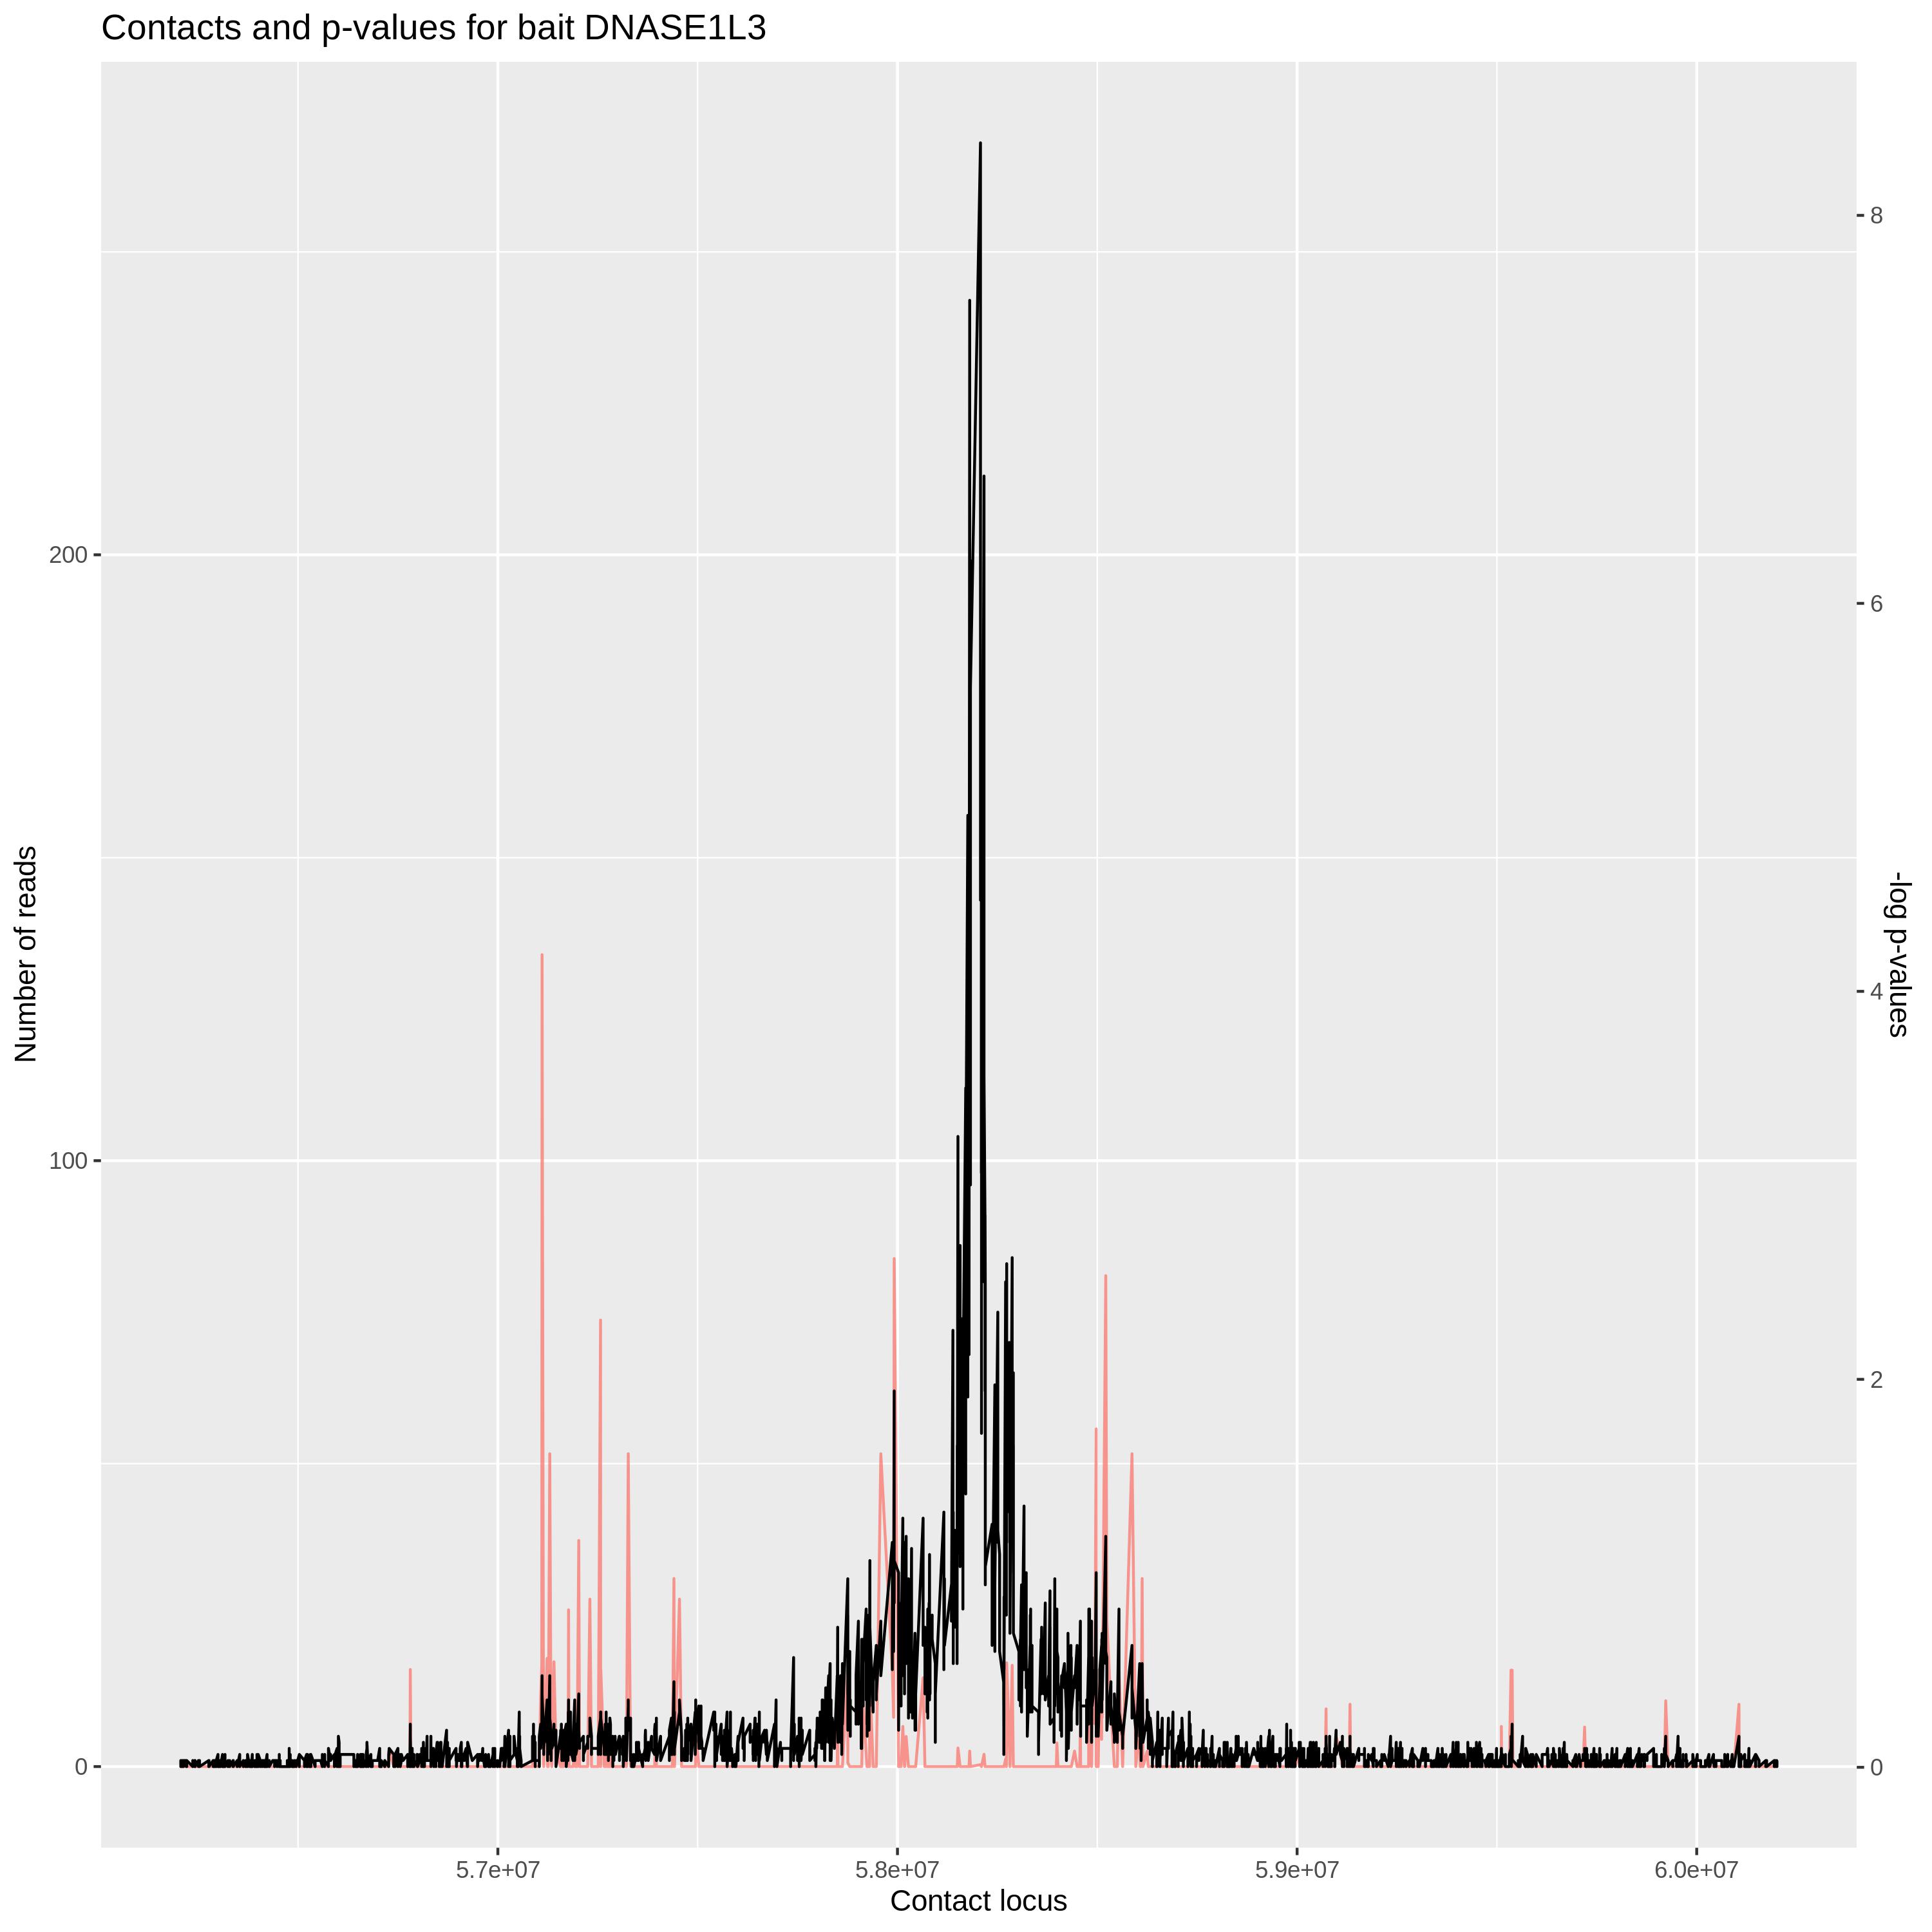 Contacts and p-values for bait DNASE1L3
8
200
6
Number of reads
-log p-values
4
100
2
0
0
5.7e+07
5.8e+07
5.9e+07
6.0e+07
Contact locus